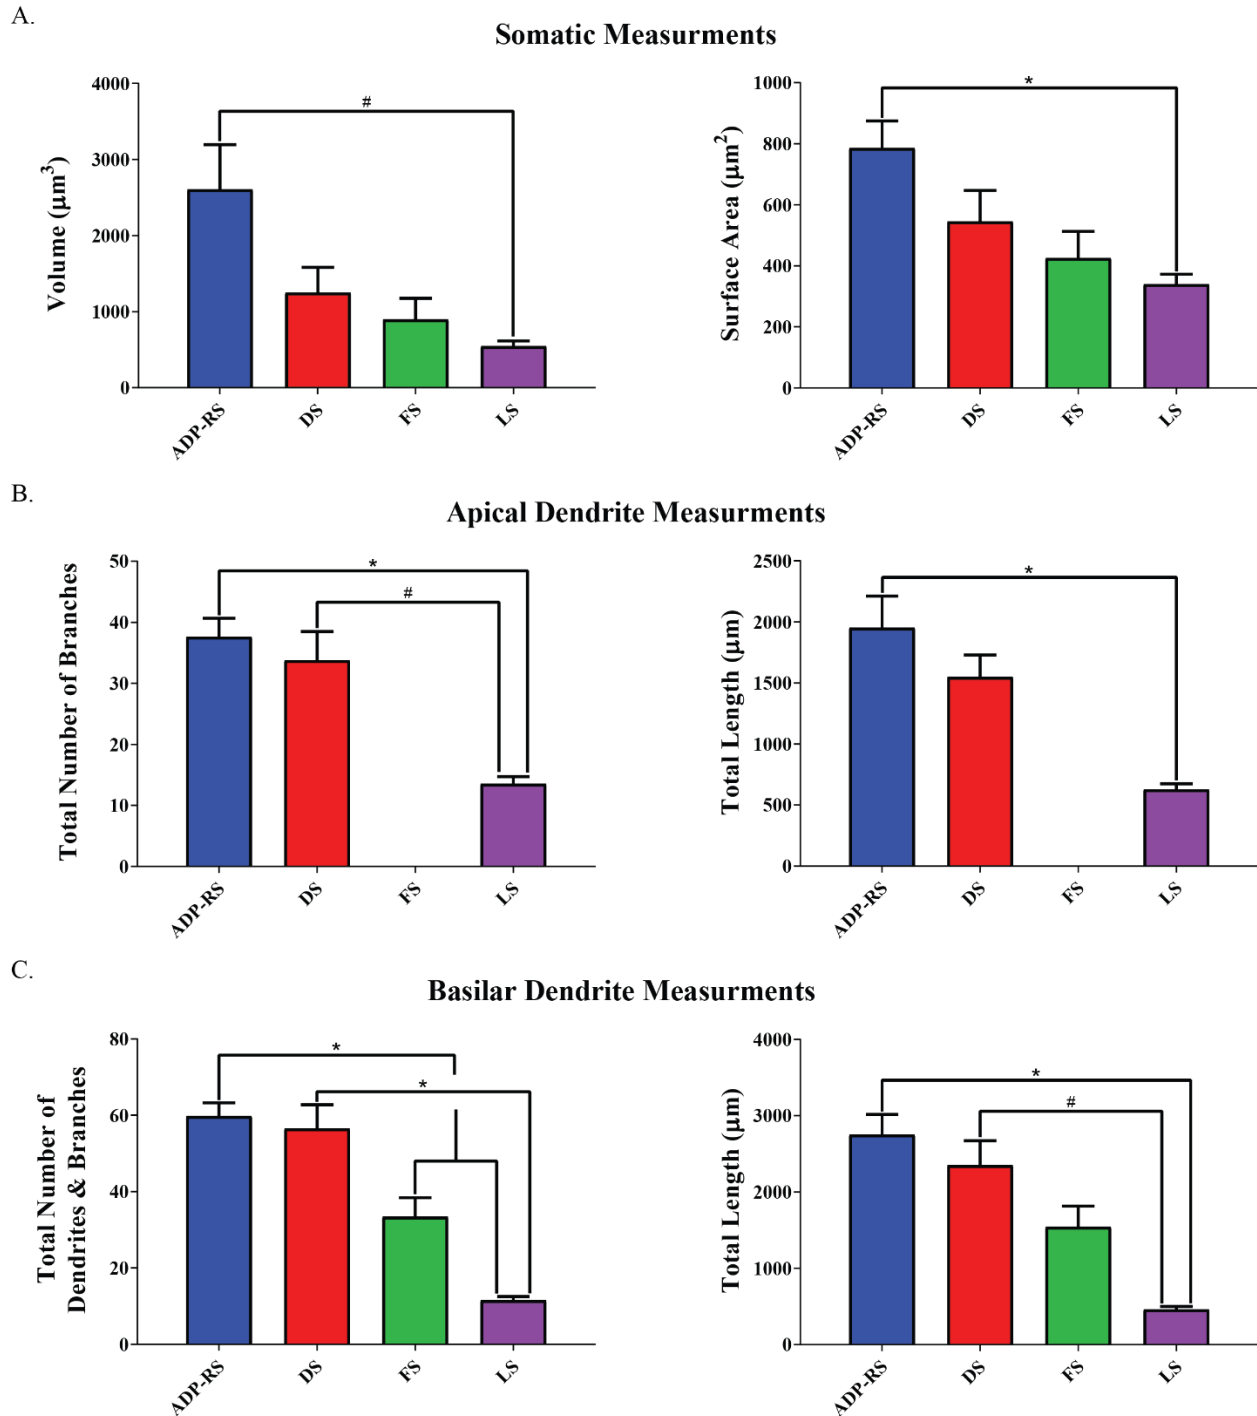 A.
Somatic Measurments
Volume (μm³)
4000
3000
2000
1000
0
#
ADP-RS
DS
FS
LS
Surface Area (μm²)
1000
800
600
400
200
0
*
ADP-RS
DS
FS
LS
B.
Apical Dendrite Measurments
Total Number of Branches
50
40
30
20
10
0
*
#
ADP-RS
DS
FS
LS
Total Length (μm)
2500
2000
1500
1000
500
0
*
ADP-RS
DS
FS
LS
C.
Basilar Dendrite Measurments
Total Number of
Dendrites & Branches
80
60
40
20
0
*
*
ADP-RS
DS
FS
LS
Total Length (μm)
4000
3000
2000
1000
0
*
#
ADP-RS
DS
FS
LS